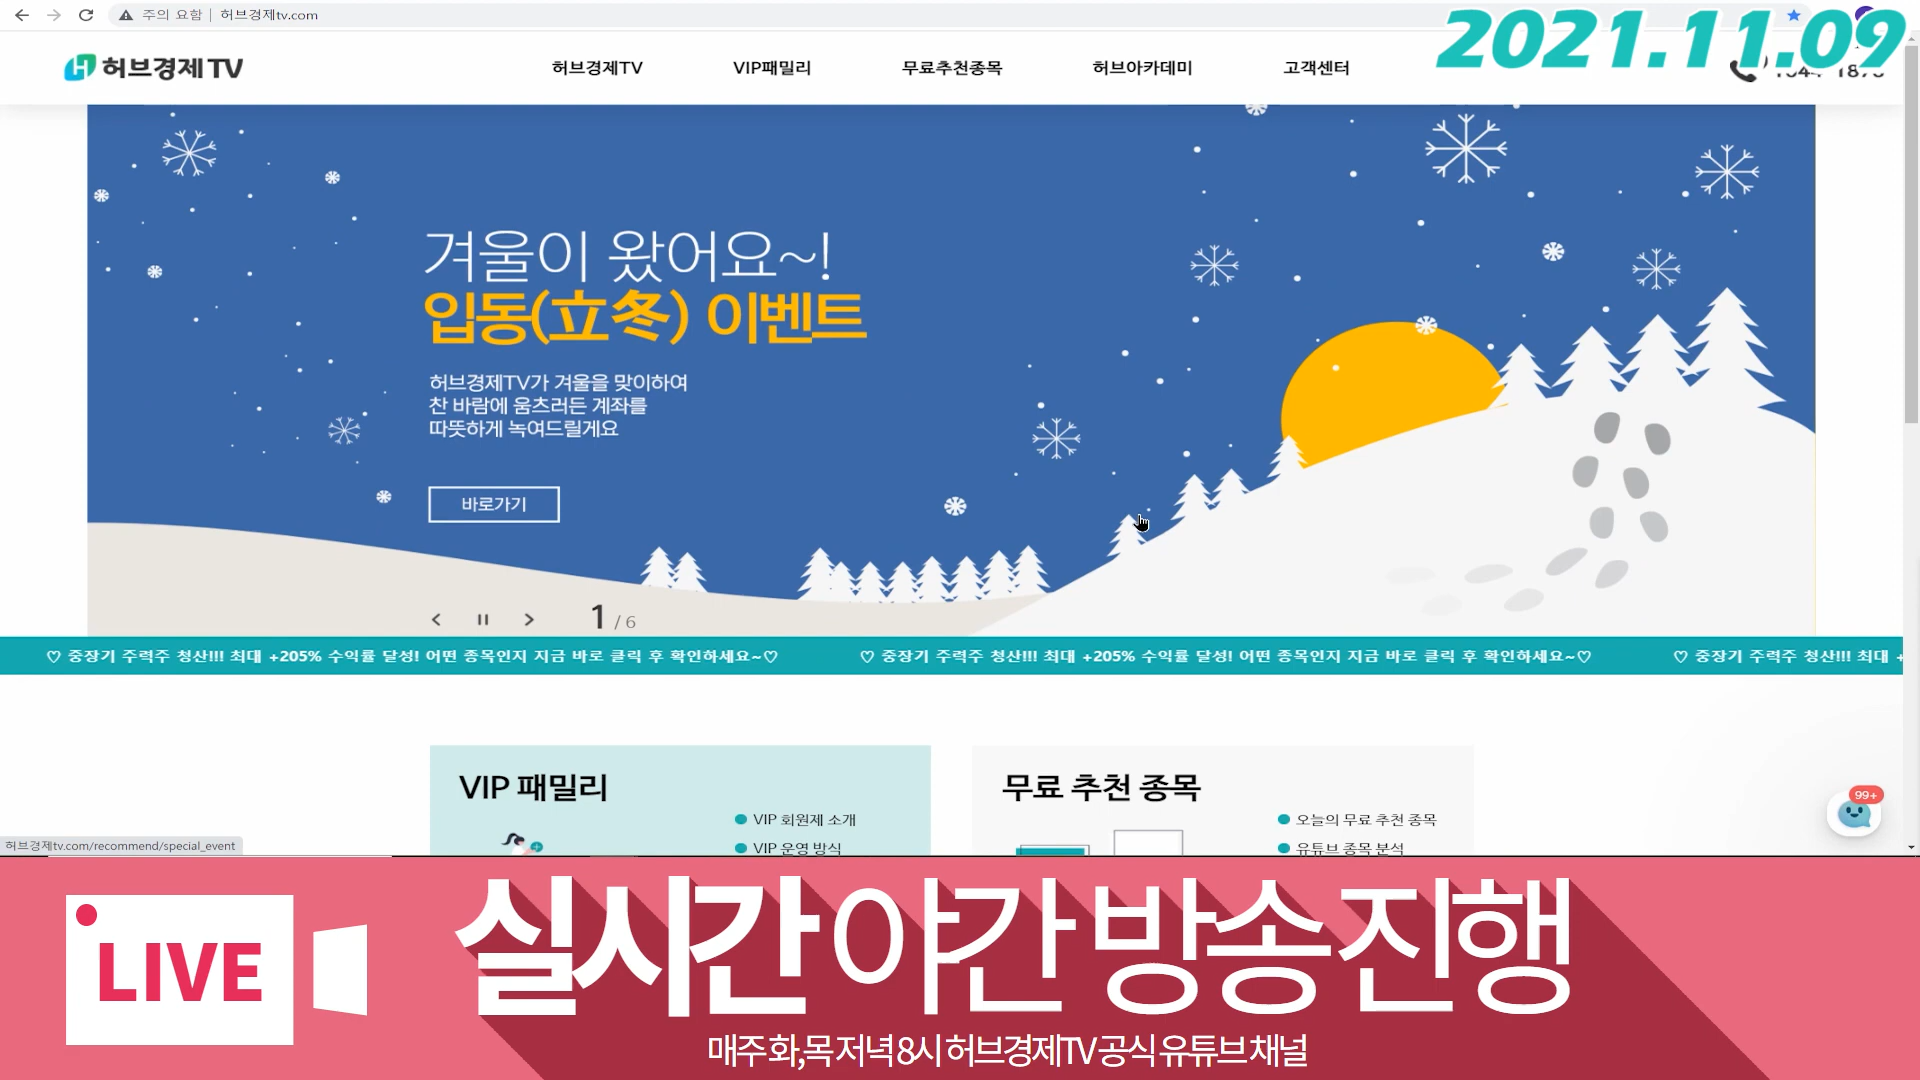 주의 요함 | 허브경제tv.com
2021.11.09
허브경제TV
허브경제TV VIP패밀리 무료추천종목 허브아카데미 고객센터
겨울이 왔어요~!
입동(立冬) 이벤트
허브경제TV가 겨울을 맞이하여
찬 바람에 움츠러든 계좌를
따뜻하게 녹여드릴게요
바로가기
1 / 6
♡ 중장기 주력주 청산!!! 최대 +205% 수익률 달성! 어떤 종목인지 지금 바로 클릭 후 확인하세요~♡ ♡ 중장기 주력주 청산!!! 최대 +205% 수익률 달성! 어떤 종목인지 지금 바로 클릭 후 확인하세요~♡ ♡ 중장기 주력주 청산!!! 최대 +
VIP 패밀리
VIP 회원제 소개
VIP 운영 방식
무료 추천 종목
오늘의 무료 추천 종목
유튜브 종목 분석
99+
허브경제tv.com/recommend/special_event
LIVE
실시간 야간 방송 진행
매주 화,목 저녁 8시 허브경제TV 공식 유튜브 채널